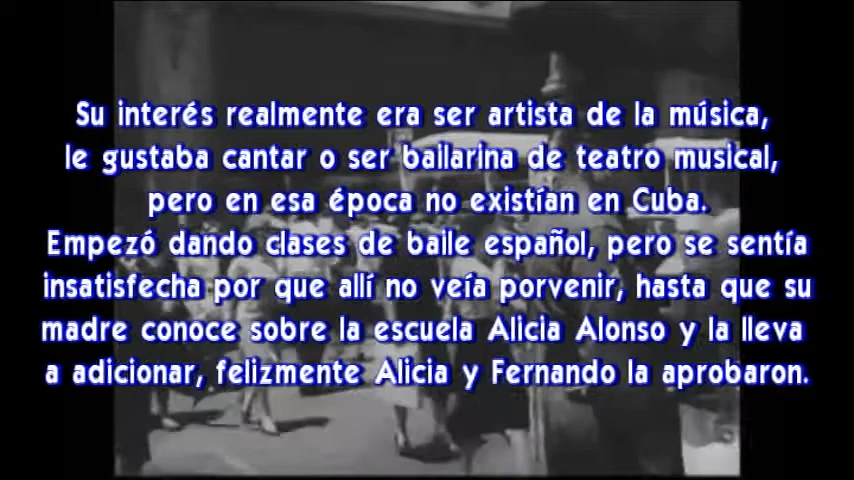 Su interés realmente era ser artista de la música,
le gustaba cantar o ser bailarina de teatro musical,
pero en esa época no existían en Cuba.
Empezó dando clases de baile español, pero se sentía
insatisfecha por que allí no veía porvenir, hasta que su
madre conoce sobre la escuela Alicia Alonso y la lleva
a adicionar, felizmente Alicia y Fernando la aprobaron.